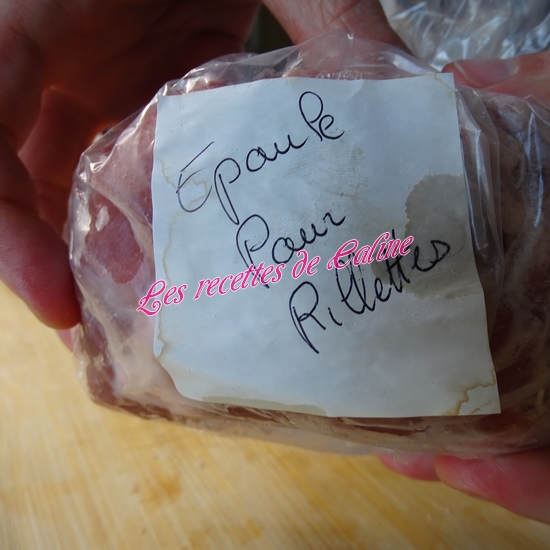 Epaule
Pour
Les recettes de Caline
Rillettes